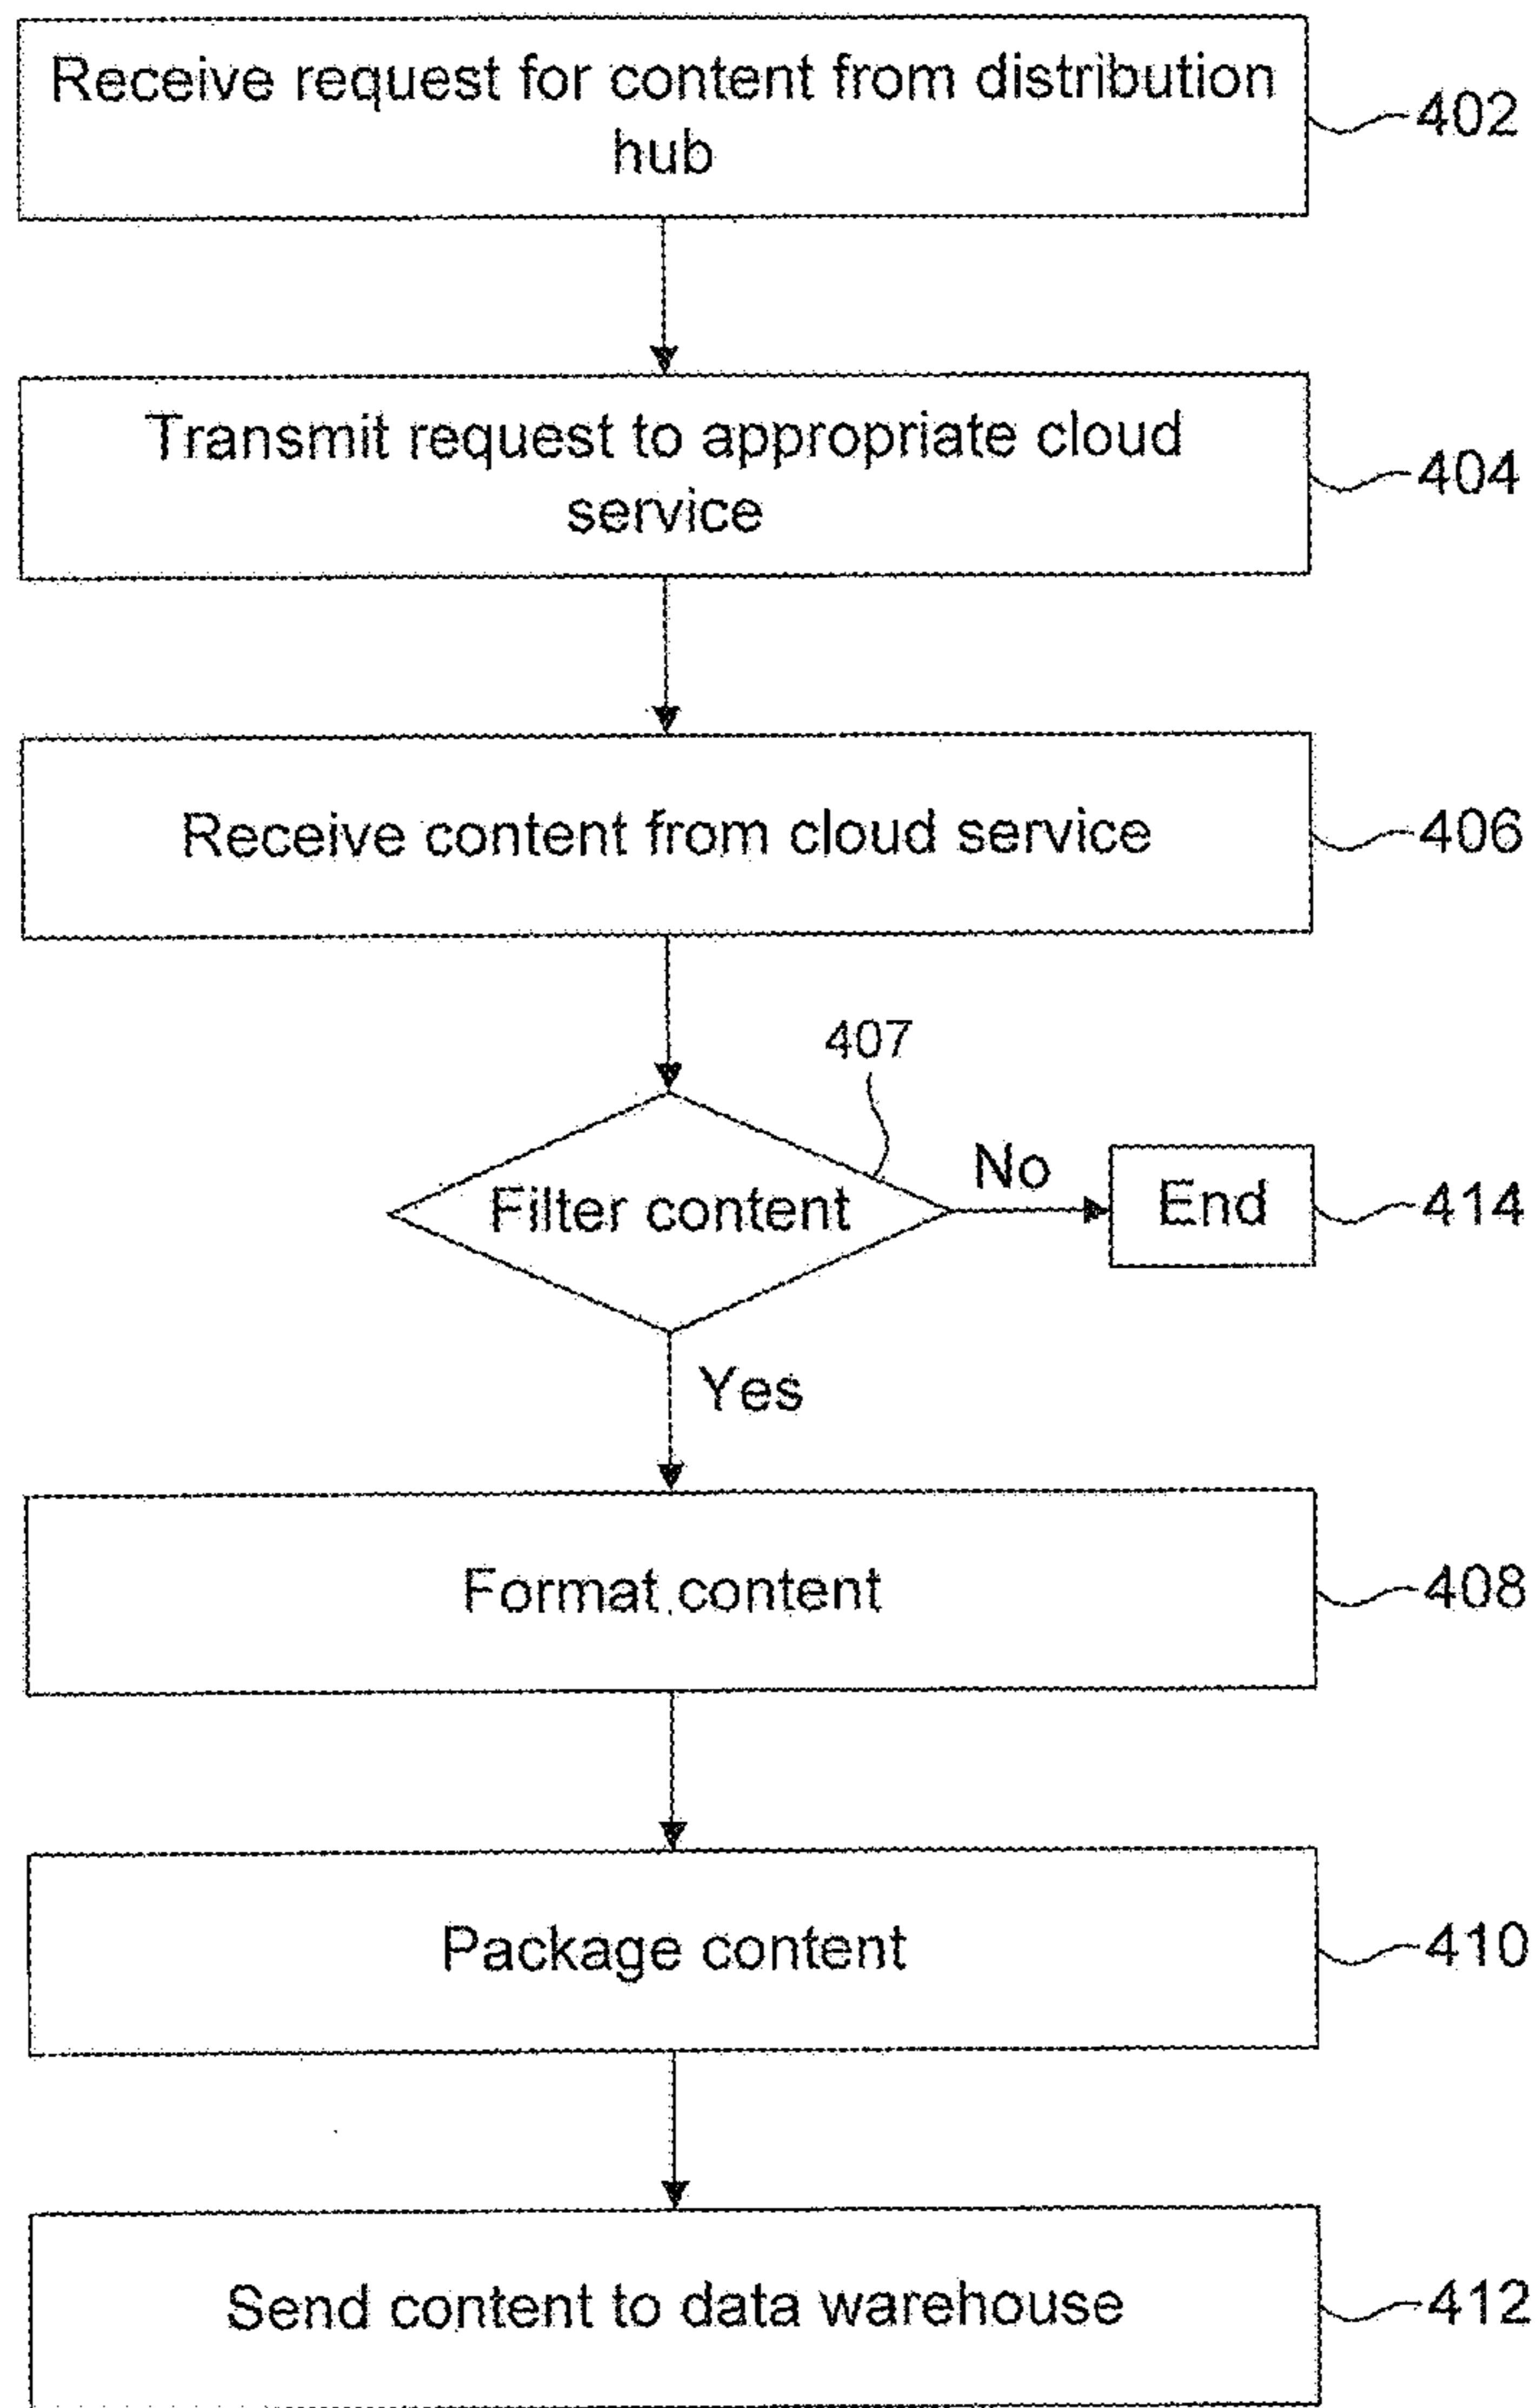 Receive request for content from distribution
hub
402
Transmit request to appropriate cloud
service
404
Receive content from cloud service
406
407
Filter content
No
End
414
Yes
Format content
408
Package content
410
Send content to data warehouse
412